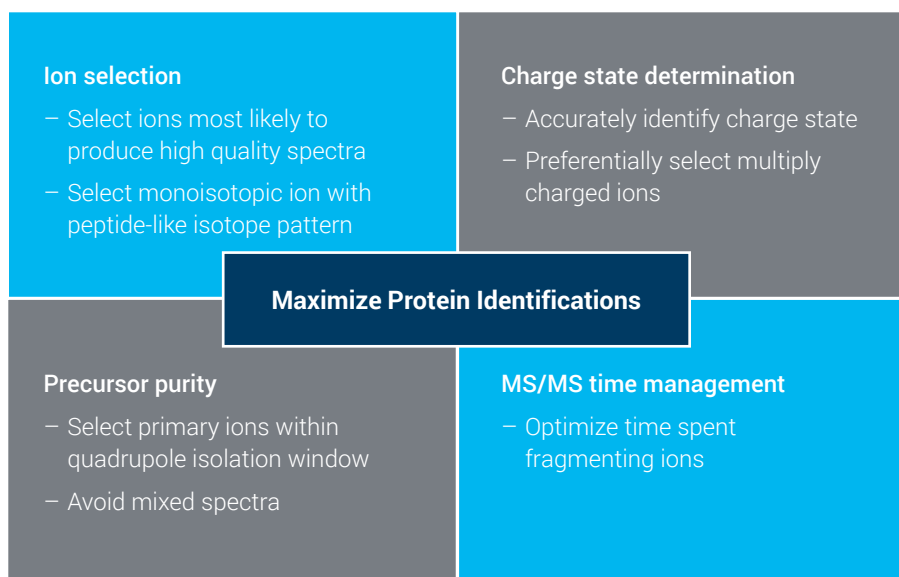 Ion selection
– Select ions most likely to
produce high quality spectra
– Select monoisotopic ion with
peptide-like isotope pattern
Charge state determination
– Accurately identify charge state
– Preferentially select multiply
charged ions
Maximize Protein Identifications
Precursor purity
– Select primary ions within
quadrupole isolation window
– Avoid mixed spectra
MS/MS time management
– Optimize time spent
fragmenting ions